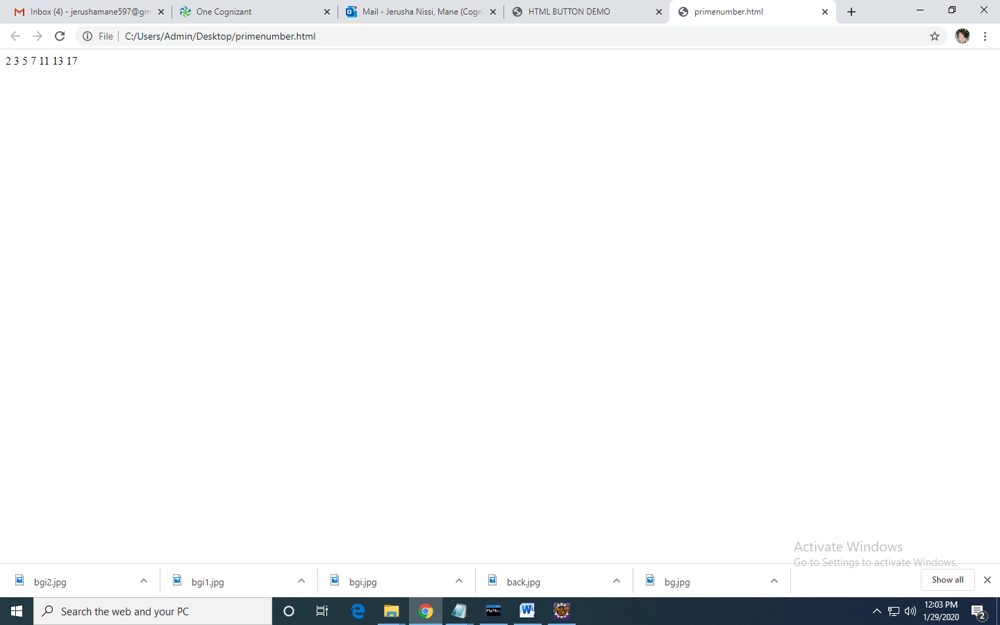 Inbox (4) - jerushamane597@gm
One Cognizant
Mail - Jerusha Nissi, Mane (Cogn
HTML BUTTON DEMO
primenumber.html
File
C:/Users/Admin/Desktop/primenumber.html
2 3 5 7 11 13 17
Activate Windows
Go to Settings to activate Windows.
bgi2.jpg
bgi1.jpg
bgi.jpg
back.jpg
bg.jpg
Show all
Search the web and your PC
12:03 PM
1/29/2020
2